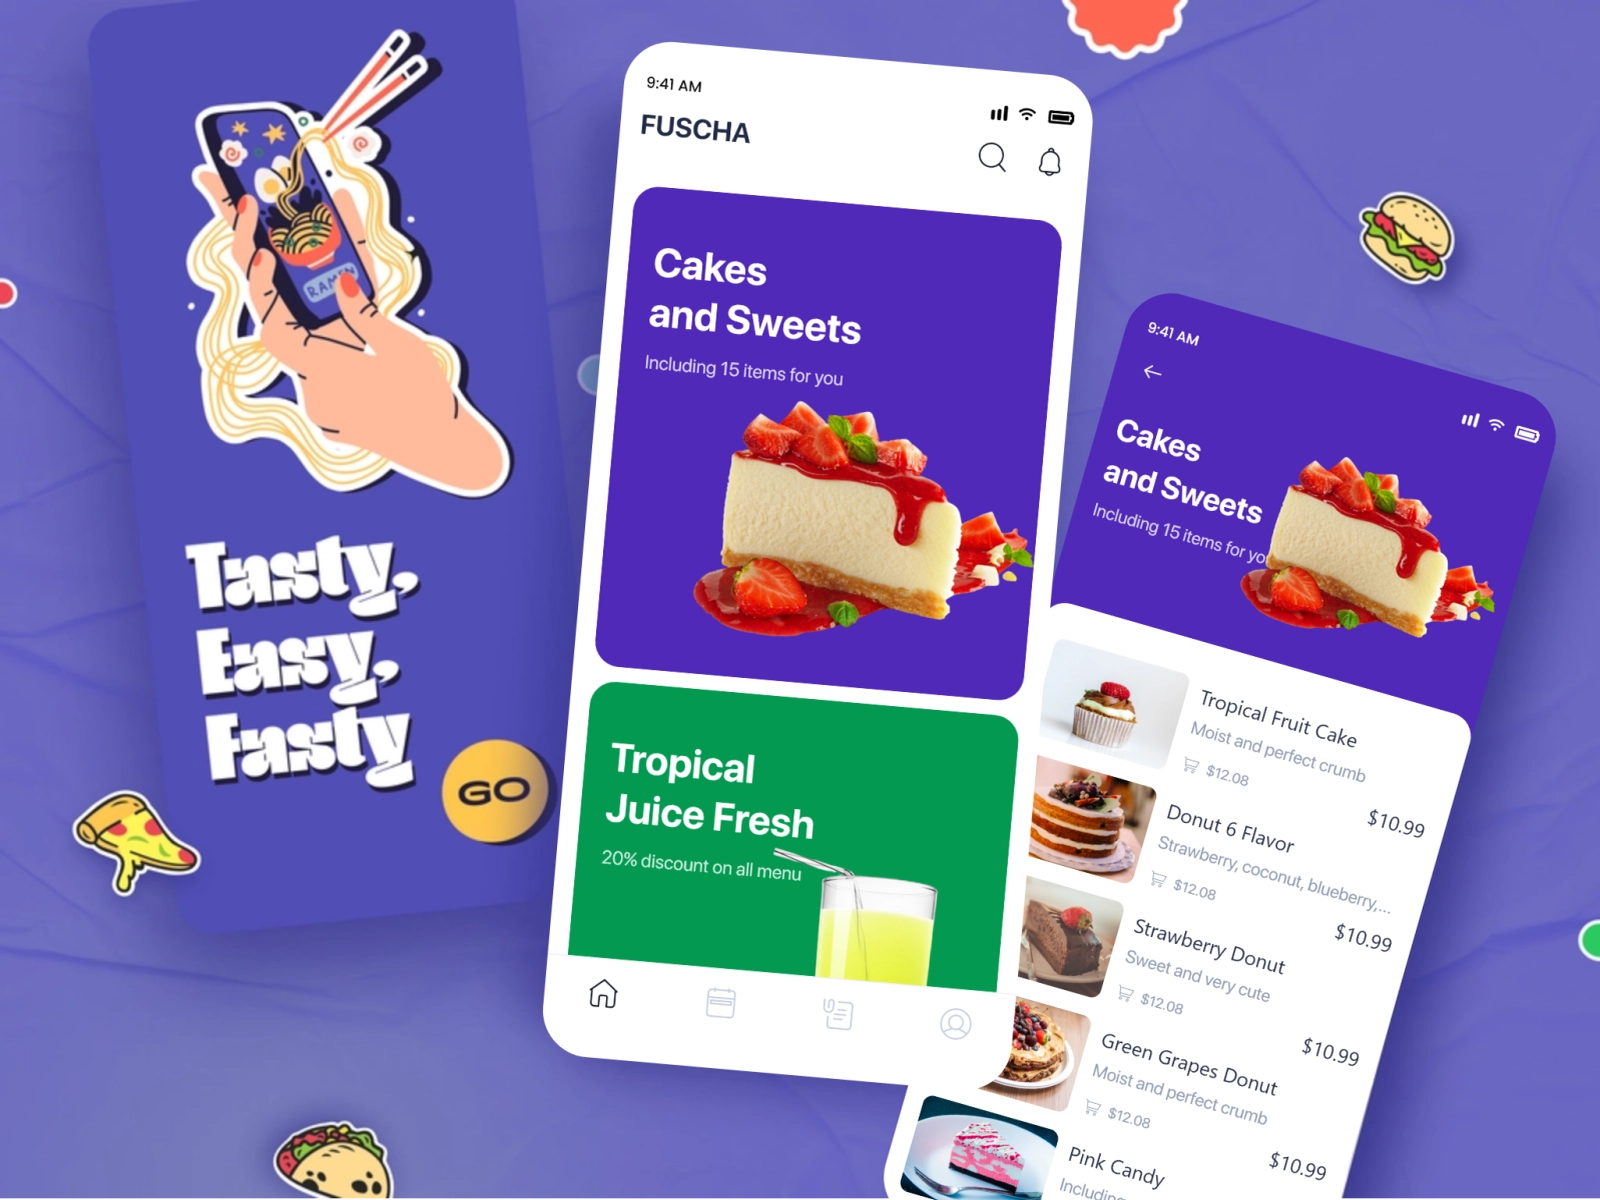 RAMEN
Tasty,
Easy,
Fasty
GO
9:41 AM
FUSCHA
Cakes
and Sweets
Including 15 items for you
Tropical
Juice Fresh
20% discount on all menu
9:41 AM
Cakes
and Sweets
Including 15 items for you
Tropical Fruit Cake
Moist and perfect crumb
$12.08
$10.99
Donut 6 Flavor
Strawberry, coconut, blueberry,...
$12.08
$10.99
Strawberry Donut
Sweet and very cute
$12.08
$10.99
Green Grapes Donut
Moist and perfect crumb
$12.08
$10.99
Pink Candy
Including